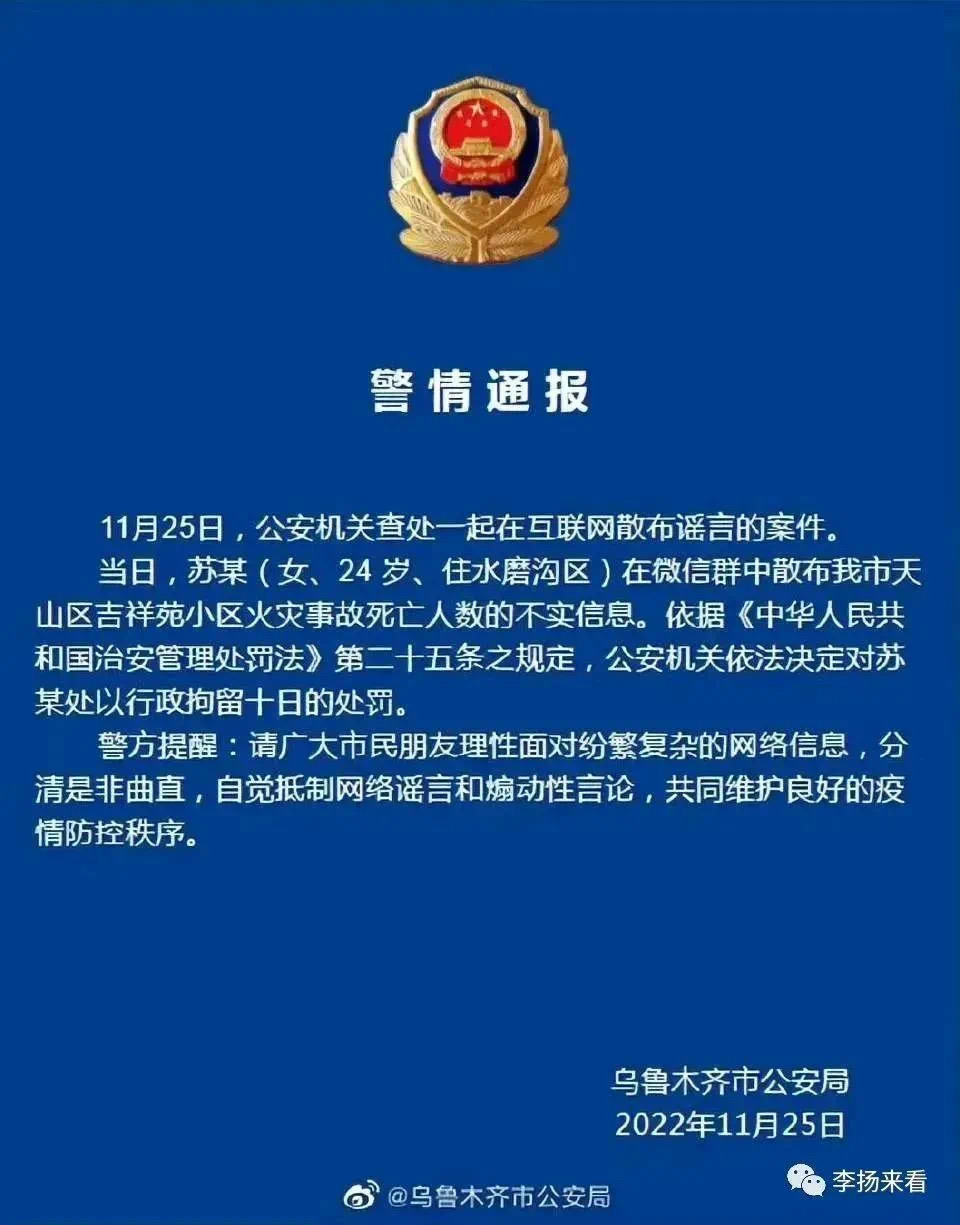 警情通报
11月25日，公安机关查处一起在互联网散布谣言的案件。
当日，苏某（女、24 岁、住水磨沟区）在微信群中散布我市天
山区吉祥苑小区火灾事故死亡人数的不实信息。依据《中华人民共
和国治安管理处罚法》第二十五条之规定，公安机关依法决定对苏
某处以行政拘留十日的处罚。
警方提醒：请广大市民朋友理性面对纷繁复杂的网络信息，分
清是非曲直，自觉抵制网络谣言和煽动性言论，共同维护良好的疫
情防控秩序。
乌鲁木齐市公安局
2022年11月25日
@乌鲁木齐市公安局
李扬来看